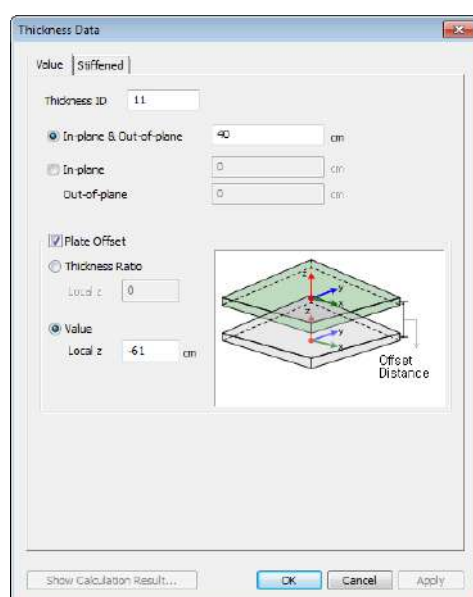 Thickness Data
Value Stiffened
Thickness ID 11
In-plane & Out-of-plane 40 cm
In-plane 0 cm
Out-of-plane 0 cm
Plate Offset
Thickness Ratio
Local z 0
Value
Local z -61 cm
z y x
z y x
Offset
Distance
Show Calculation Result... OK Cancel Apply